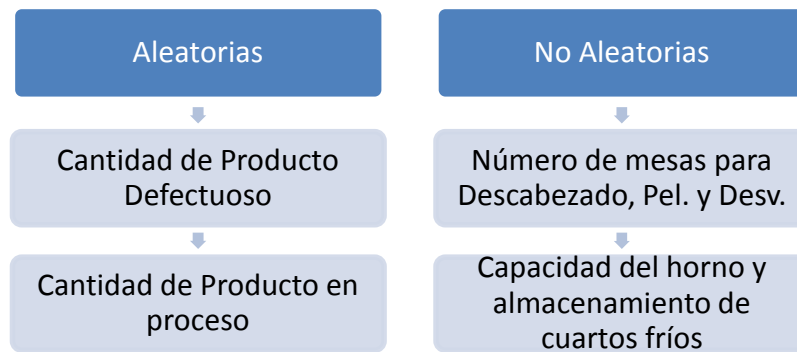 Aleatorias
Cantidad de Producto
Defectuoso
Cantidad de Producto en
proceso
No Aleatorias
Número de mesas para
Descabezado, Pel. y Desv.
Capacidad del horno y
almacenamiento de
cuartos fríos